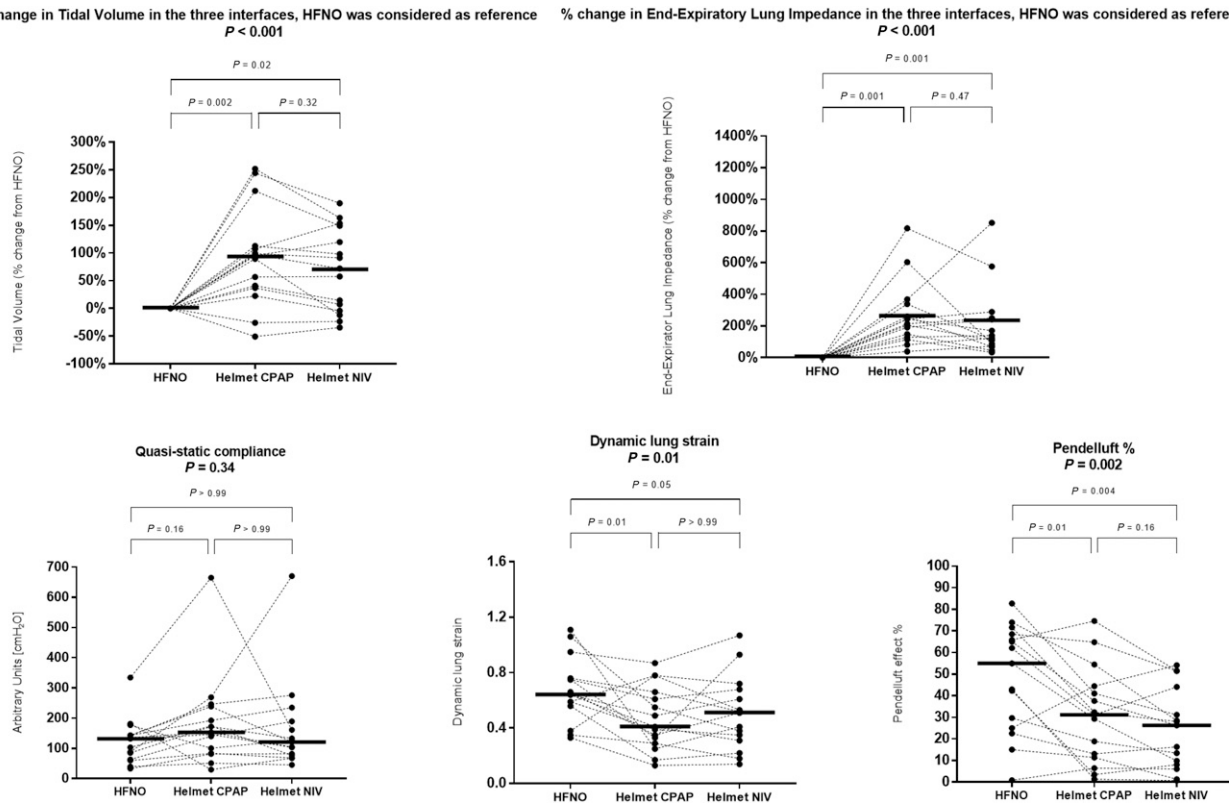 hange in Tidal Volume in the three interfaces, HFNO was considered as reference
P < 0.001
P = 0.02
P = 0.002
P = 0.32
Tidal Volume (% change from HFNO)
300%
250%
200%
150%
100%
50%
0%
-50%
-100%
HFNO
Helmet CPAP
Helmet NIV
% change in End-Expiratory Lung Impedance in the three interfaces, HFNO was considered as refere
P < 0.001
P = 0.001
P = 0.001
P = 0.47
End-Expirator Lung Impedance (% change from HFNO)
1400%
1200%
1000%
800%
600%
400%
200%
0%
HFNO
Helmet CPAP
Helmet NIV
Quasi-static compliance
P = 0.34
P > 0.99
P = 0.16
P > 0.99
Arbitrary Units [cmH₂O]
700
600
500
400
300
200
100
0
HFNO
Helmet CPAP
Helmet NIV
Dynamic lung strain
P = 0.01
P = 0.05
P = 0.01
P > 0.99
Dynamic lung strain
1.6
1.2
0.8
0.4
0.0
HFNO
Helmet CPAP
Helmet NIV
Pendelluft %
P = 0.002
P = 0.004
P = 0.01
P = 0.16
Pendelluft effect %
100
90
80
70
60
50
40
30
20
10
0
HFNO
Helmet CPAP
Helmet NIV